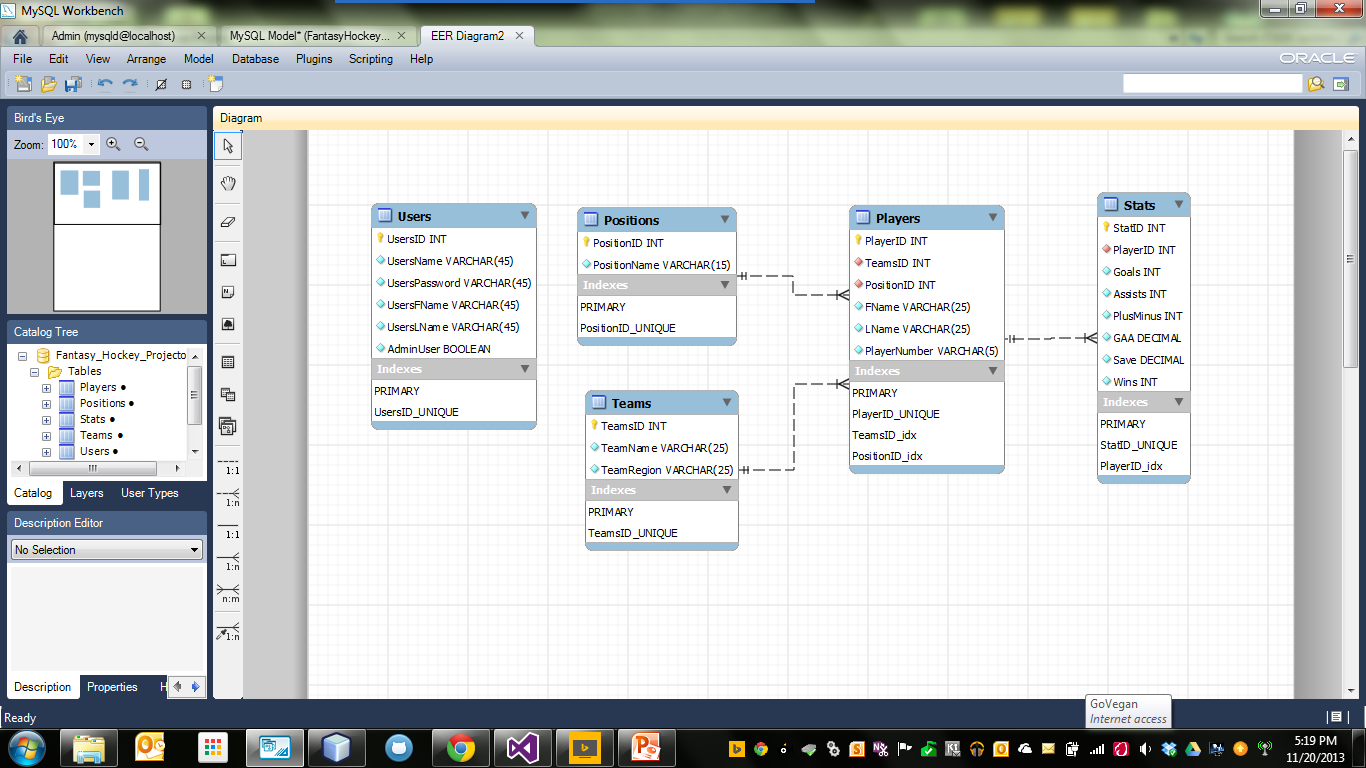 MySQL Workbench
Admin (mysqld@localhost)
MySQL Model* (FantasyHockey...
EER Diagram2
File Edit View Arrange Model Database Plugins Scripting Help
ORACLE
Bird's Eye
Zoom: 100%
Diagram
Users
UsersID INT
UsersName VARCHAR(45)
UsersPassword VARCHAR(45)
UsersFName VARCHAR(45)
UsersLName VARCHAR(45)
AdminUser BOOLEAN
Indexes
PRIMARY
UsersID_UNIQUE
Positions
PositionID INT
PositionName VARCHAR(15)
Indexes
PRIMARY
PositionID_UNIQUE
Teams
TeamsID INT
TeamName VARCHAR(25)
TeamRegion VARCHAR(25)
Indexes
PRIMARY
TeamsID_UNIQUE
Players
PlayerID INT
TeamsID INT
PositionID INT
FName VARCHAR(25)
LName VARCHAR(25)
PlayerNumber VARCHAR(5)
Indexes
PRIMARY
PlayerID_UNIQUE
TeamsID_idx
PositionID_idx
Stats
StatID INT
PlayerID INT
Goals INT
Assists INT
PlusMinus INT
GAA DECIMAL
Save DECIMAL
Wins INT
Indexes
PRIMARY
StatID_UNIQUE
PlayerID_idx
Catalog Tree
Fantasy_Hockey_Projecto
Tables
Players
Positions
Stats
Teams
Users
Catalog Layers User Types
Description Editor
No Selection
Description Properties H
1:1
1:n
1:1
1:n
n:m
1:n
Ready
GoVegan
Internet access
5:19 PM
11/20/2013